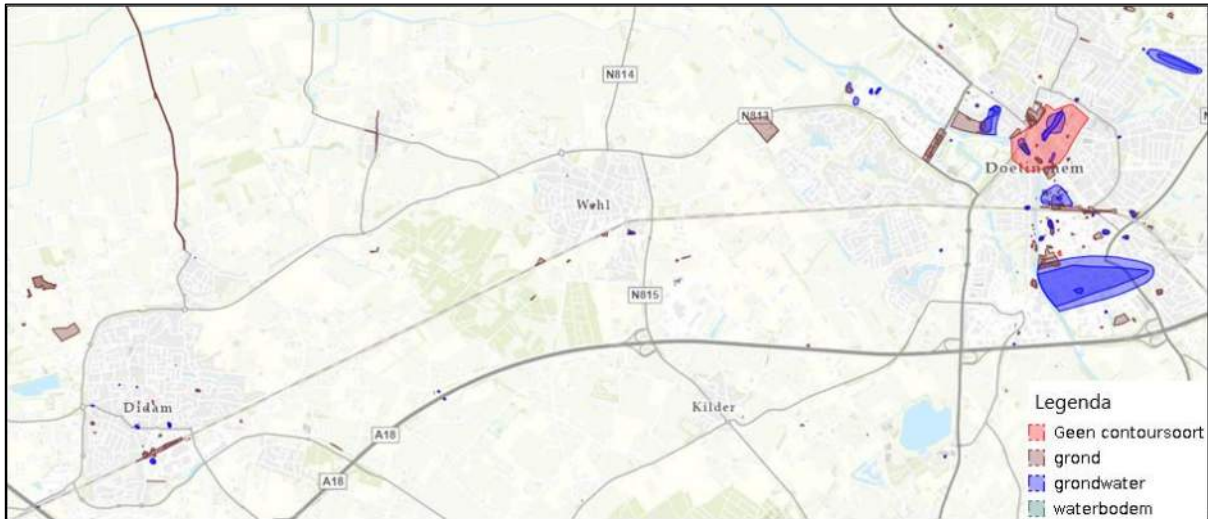 N814
N813
Doetinchem
Wehl
N815
Didam
Kilder
A18
A18
Legenda
Geen contoursoort
grond
grondwater
waterbodem